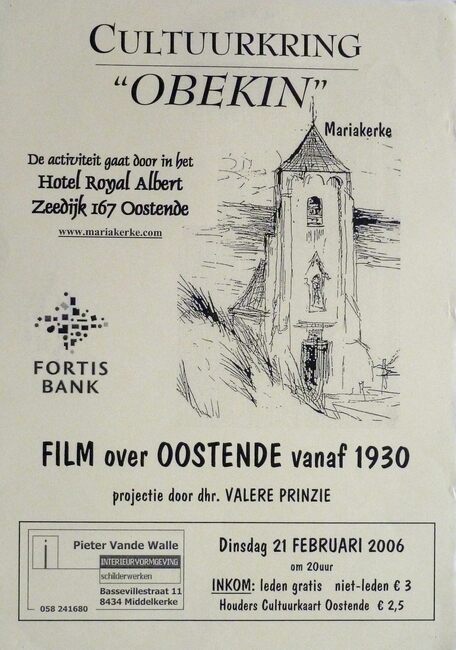 CULTUURKRING
"OBEKIN"
Mariakerke
De activiteit gaat door in het
Hotel Royal Albert
Zeedijk 167 Oostende
www.mariakerke.com
FORTIS
BANK
FILM over OOSTENDE vanaf 1930
projectie door dhr. VALERE PRINZIE
i
Pieter Vande Walle
INTERIEURVORMGEVING
schilderwerken
Bassevillestraat 11
8434 Middelkerke
058 241680
Dinsdag 21 FEBRUARI 2006
om 20uur
INKOM: leden gratis niet-leden € 3
Houders Cultuurkaart Oostende € 2,5